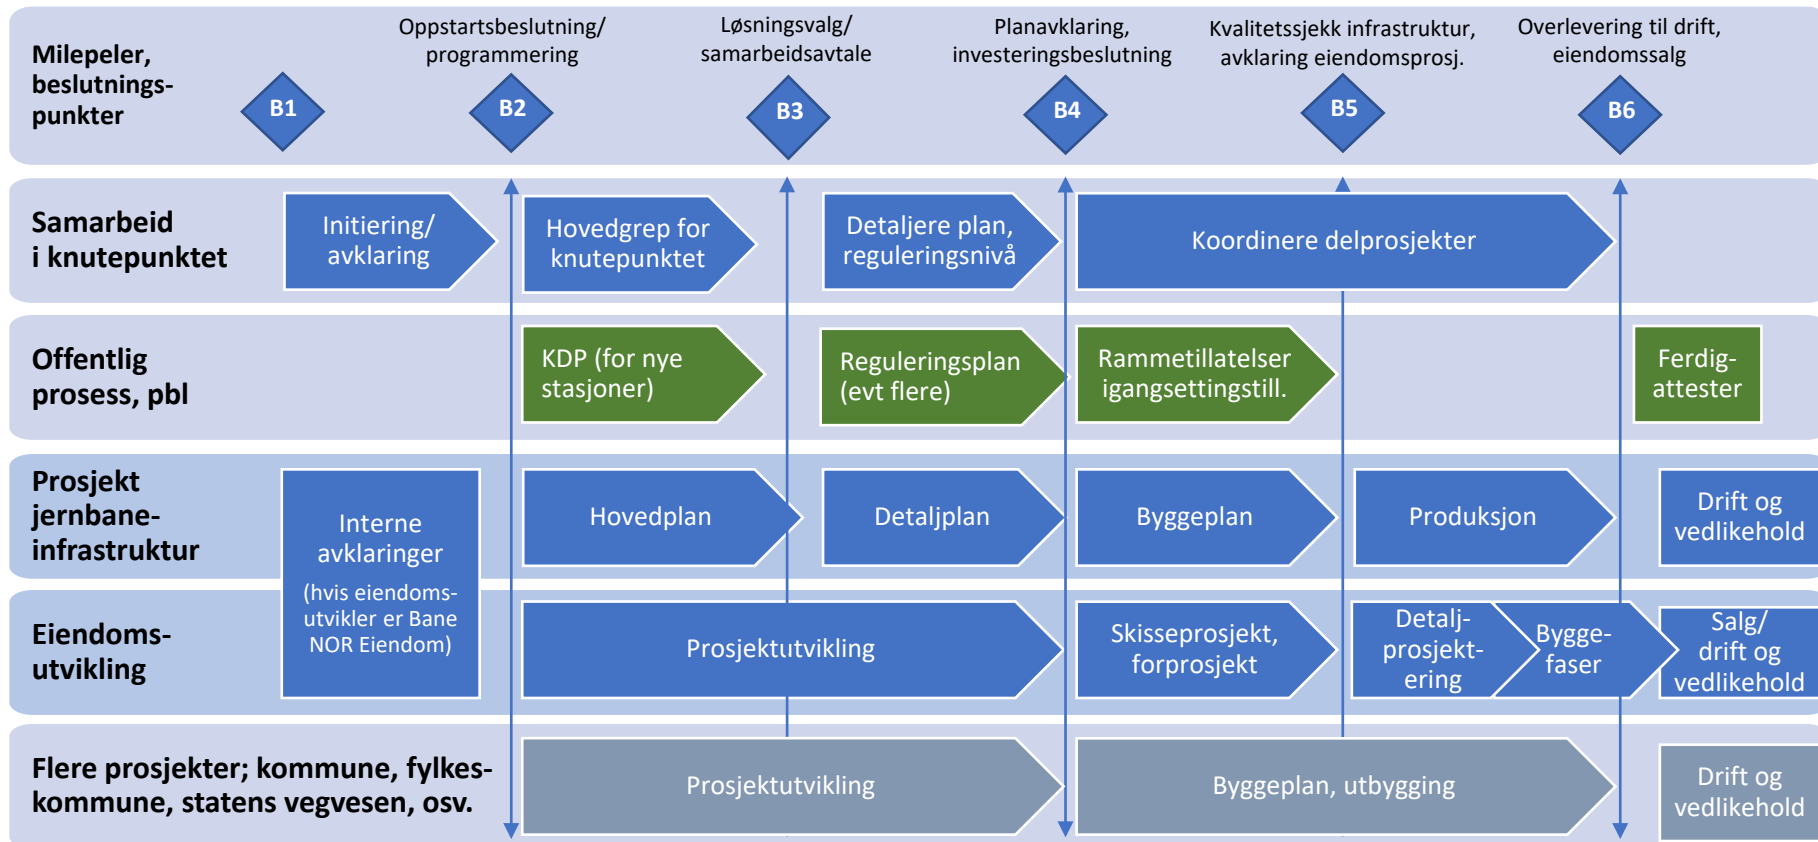 Milepeler,
beslutnings-
punkter
Oppstartsbeslutning/
programmering
Løsningsvalg/
samarbeidsavtale
Planavklaring,
investeringsbeslutning
Kvalitetssjekk infrastruktur,
avklaring eiendomsprosj.
Overlevering til drift,
eiendomssalg
B1
B2
B3
B4
B5
B6
Samarbeid
i knutepunktet
Initiering/
avklaring
Hovedgrep for
knutepunktet
Detaljere plan,
reguleringsnivå
Koordinere delprosjekter
Offentlig
prosess, pbl
KDP (for nye
stasjoner)
Reguleringsplan
(evt flere)
Rammetillatelser
igangsettingstill.
Ferdig-
attester
Prosjekt
jernbane-
infrastruktur
Interne
avklaringer
(hvis eiendoms-
utvikler er Bane
NOR Eiendom)
Hovedplan
Detaljplan
Byggeplan
Produksjon
Drift og
vedlikehold
Eiendoms-
utvikling
Prosjektutvikling
Skisseprosjekt,
forprosjekt
Detalj-
prosjekt-
ering
Bygge-
faser
Salg/
drift og
vedlikehold
Flere prosjekter; kommune, fylkes-
kommune, statens vegvesen, osv.
Prosjektutvikling
Byggeplan, utbygging
Drift og
vedlikehold